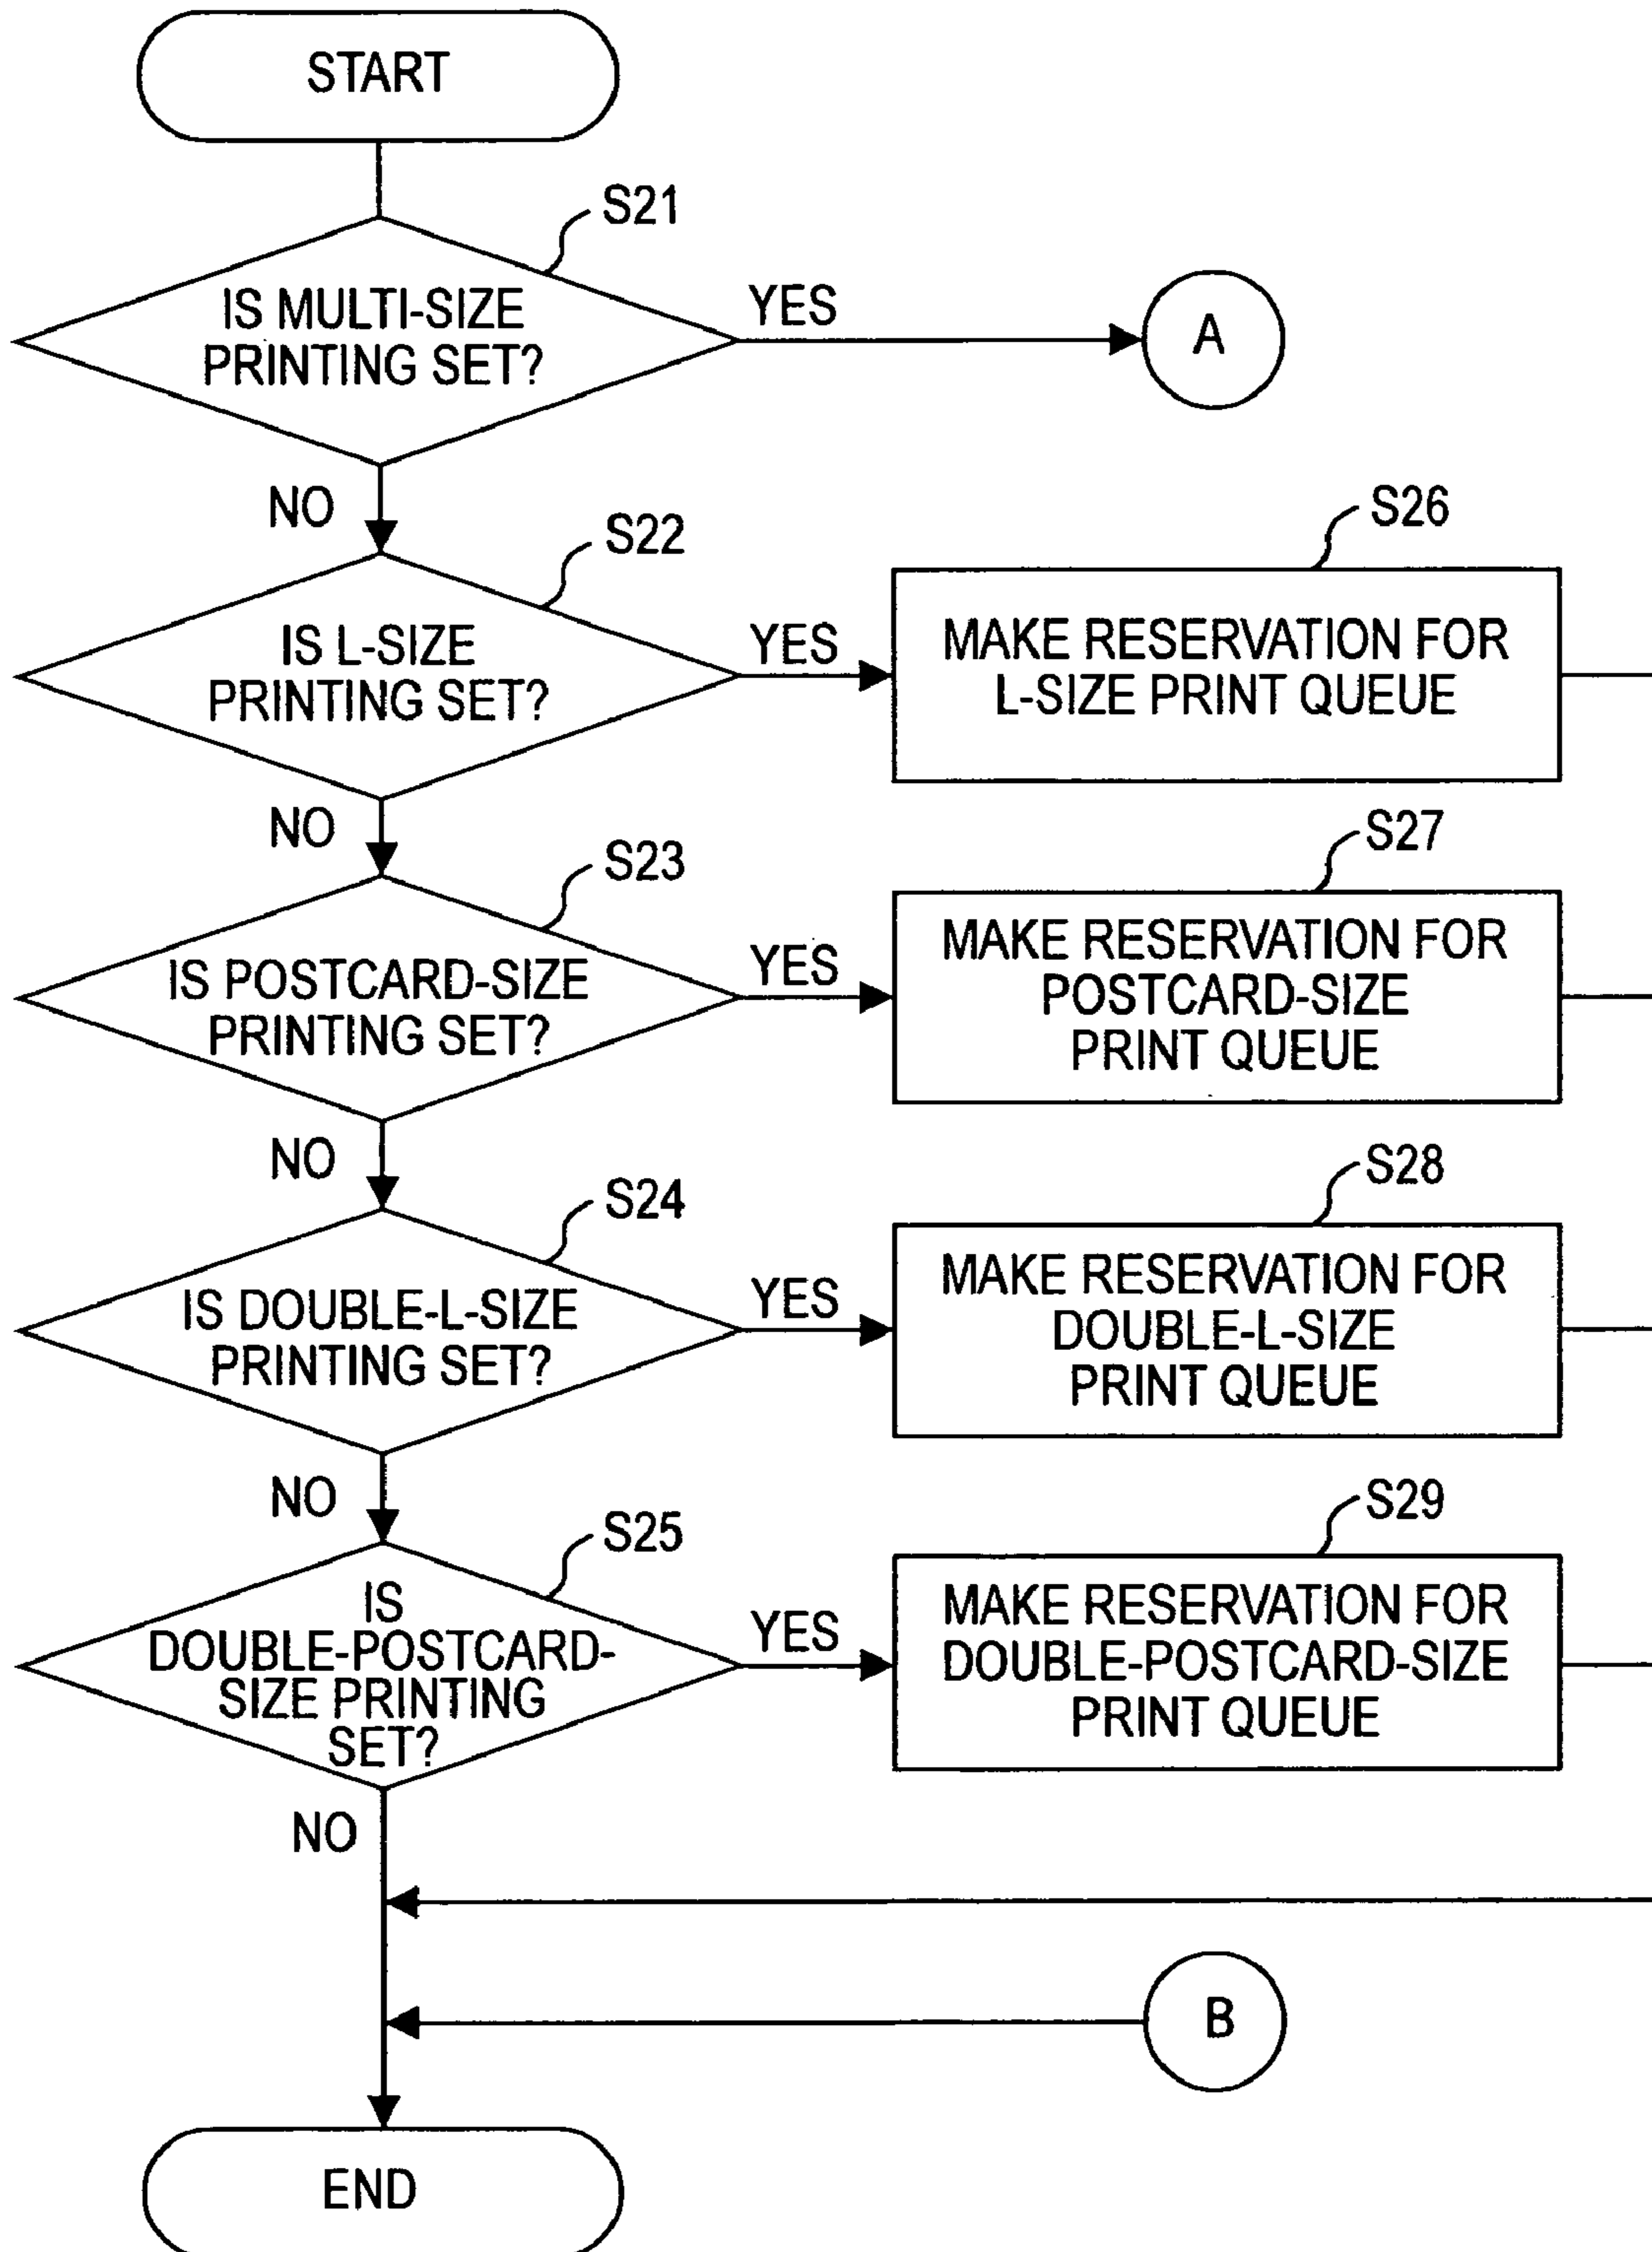 START
S21
IS MULTI-SIZE
PRINTING SET?
YES
A
NO
S22
IS L-SIZE
PRINTING SET?
YES
S26
MAKE RESERVATION FOR
L-SIZE PRINT QUEUE
NO
S23
IS POSTCARD-SIZE
PRINTING SET?
YES
S27
MAKE RESERVATION FOR
POSTCARD-SIZE
PRINT QUEUE
NO
S24
IS DOUBLE-L-SIZE
PRINTING SET?
YES
S28
MAKE RESERVATION FOR
DOUBLE-L-SIZE
PRINT QUEUE
NO
S25
IS
DOUBLE-POSTCARD-
SIZE PRINTING
SET?
YES
S29
MAKE RESERVATION FOR
DOUBLE-POSTCARD-SIZE
PRINT QUEUE
NO
B
END